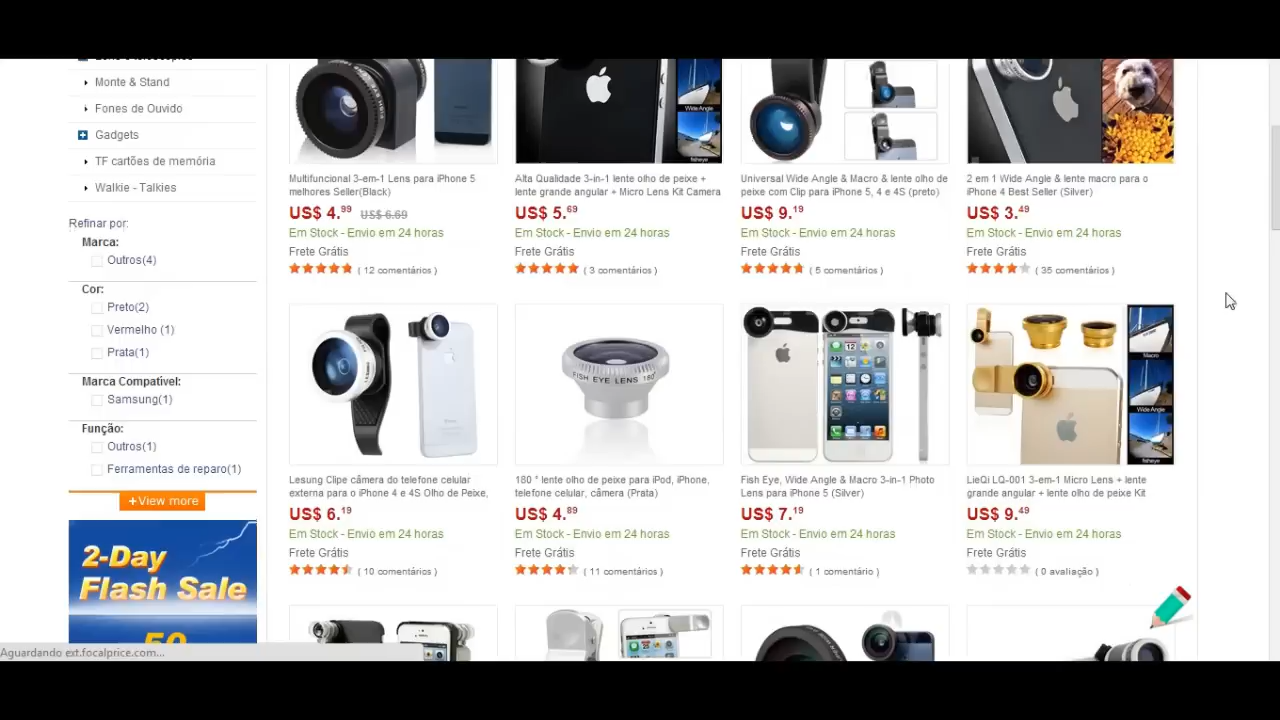 Monte & Stand
Fones de Ouvido
Gadgets
TF cartões de memória
Walkie - Talkies
Refinar por:
Marca:
Outros(4)
Cor:
Preto(2)
Vermelho (1)
Prata(1)
Marca Compatível:
Samsung(1)
Função:
Outros(1)
Ferramentas de reparo(1)
+View more
2-Day
Flash Sale
50
Wide Angle
fisheye
Multifuncional 3-em-1 Lens para iPhone 5
melhores Seller(Black)
US$ 4.99 US$ 6.69
Em Stock - Envio em 24 horas
Frete Grátis
( 12 comentários )
Alta Qualidade 3-in-1 lente olho de peixe +
lente grande angular + Micro Lens Kit Camera
US$ 5.69
Em Stock - Envio em 24 horas
Frete Grátis
( 3 comentários )
Universal Wide Angle & Macro & lente olho de
peixe com Clip para iPhone 5, 4 e 4S (preto)
US$ 9.19
Em Stock - Envio em 24 horas
Frete Grátis
( 5 comentários )
2 em 1 Wide Angle & lente macro para o
iPhone 4 Best Seller (Silver)
US$ 3.49
Em Stock - Envio em 24 horas
Frete Grátis
( 35 comentários )
Lesung Clipe câmera do telefone celular
externa para o iPhone 4 e 4S Olho de Peixe,
US$ 6.19
Em Stock - Envio em 24 horas
Frete Grátis
( 10 comentários )
FISH EYE LENS 180°
180 ° lente olho de peixe para iPod, iPhone,
telefone celular, câmera (Prata)
US$ 4.89
Em Stock - Envio em 24 horas
Frete Grátis
( 11 comentários )
Fish Eye, Wide Angle & Macro 3-in-1 Photo
Lens para iPhone 5 (Silver)
US$ 7.19
Em Stock - Envio em 24 horas
Frete Grátis
( 1 comentário )
Macro
Wide Angle
fisheye
LieQi LQ-001 3-em-1 Micro Lens + lente
grande angular + lente olho de peixe Kit
US$ 9.49
Em Stock - Envio em 24 horas
Frete Grátis
( 0 avaliação )
Aguardando ext.focalprice.com...